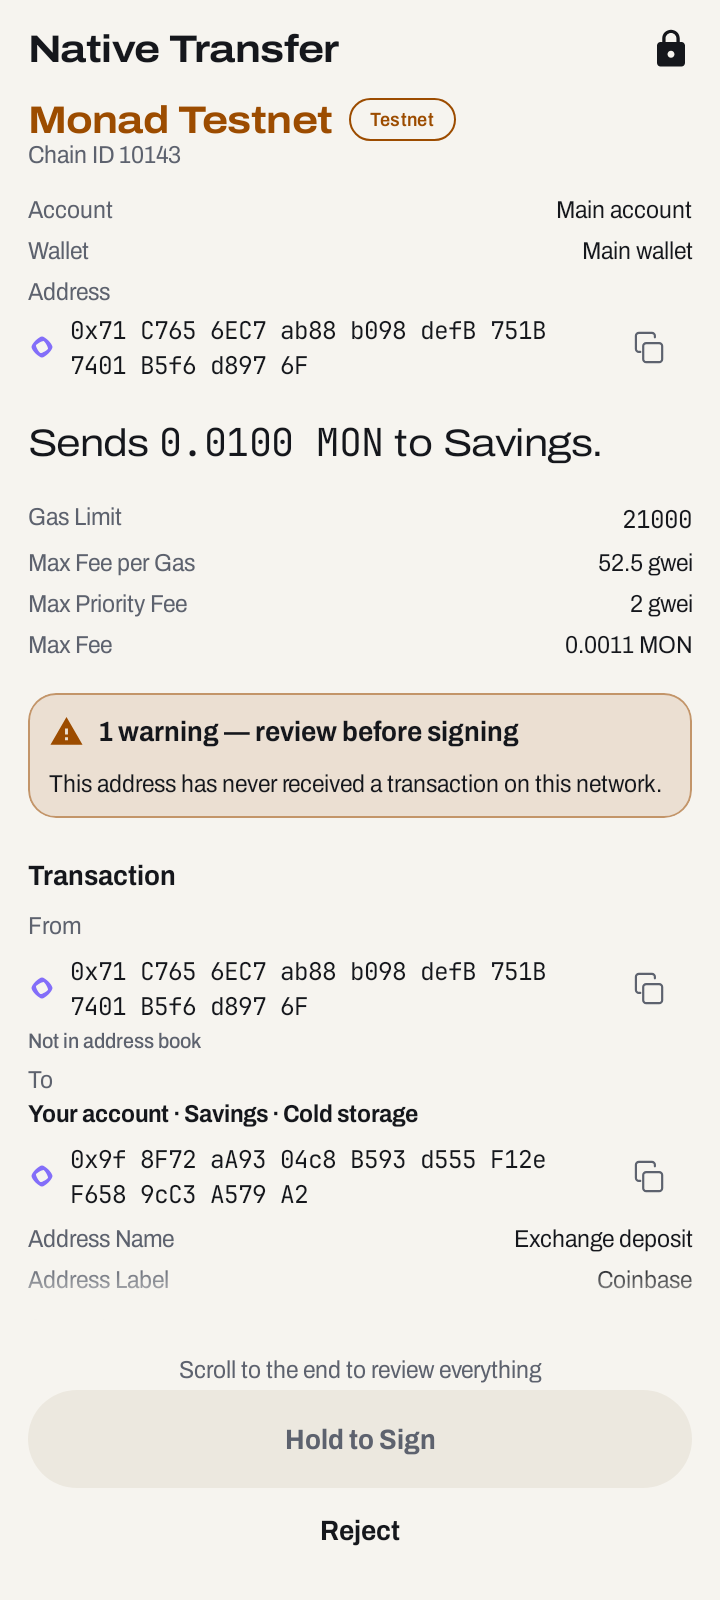 Native Transfer
Monad Testnet
Testnet
Chain ID 10143
Account Main account
Wallet Main wallet
Address
0x71 C765 6EC7 ab88 b098 defB 751B
7401 B5f6 d897 6F
Sends 0.0100 MON to Savings.
Gas Limit 21000
Max Fee per Gas 52.5 gwei
Max Priority Fee 2 gwei
Max Fee 0.0011 MON
1 warning — review before signing
This address has never received a transaction on this network.
Transaction
From
0x71 C765 6EC7 ab88 b098 defB 751B
7401 B5f6 d897 6F
Not in address book
To
Your account · Savings · Cold storage
0x9f 8F72 aA93 04c8 B593 d555 F12e
F658 9cC3 A579 A2
Address Name Exchange deposit
Address Label Coinbase
Scroll to the end to review everything
Hold to Sign
Reject